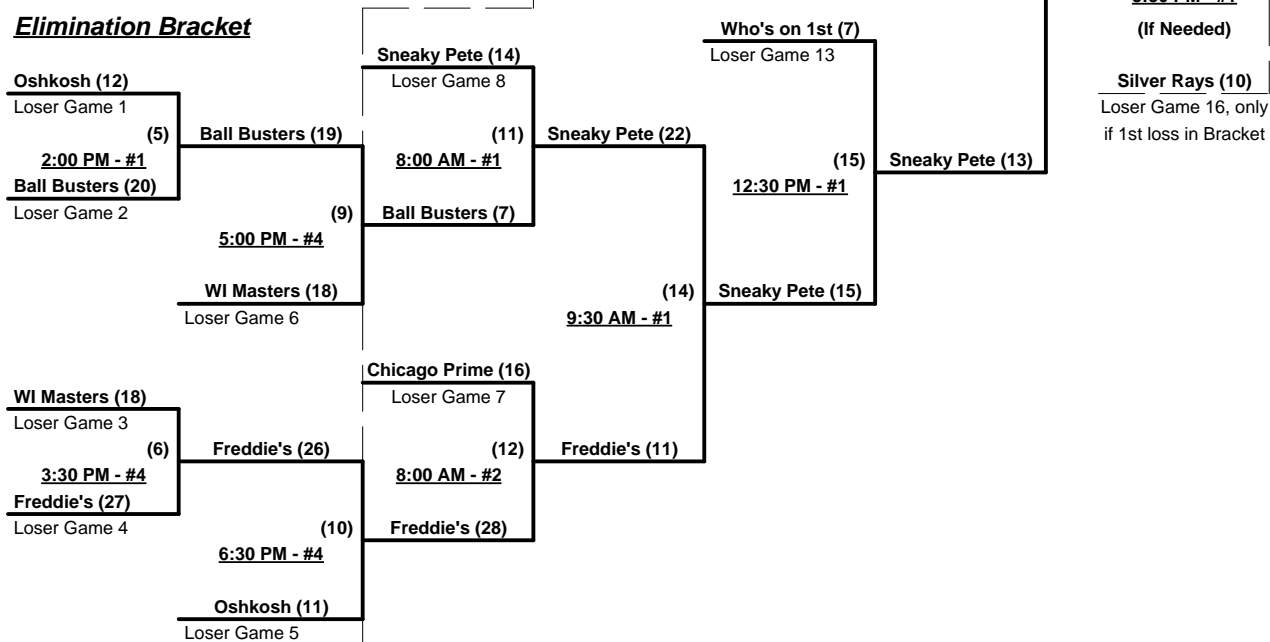 Elimination Bracket
Oshkosh (12)
Loser Game 1
(5)
2:00 PM - #1
Ball Busters (20)
Loser Game 2
Ball Busters (19)
(9)
5:00 PM - #4
WI Masters (18)
Loser Game 6
WI Masters (18)
Loser Game 3
(6)
3:30 PM - #4
Freddie's (27)
Loser Game 4
Freddie's (26)
(10)
6:30 PM - #4
Oshkosh (11)
Loser Game 5
Sneaky Pete (14)
Loser Game 8
(11)
8:00 AM - #1
Ball Busters (7)
Chicago Prime (16)
Loser Game 7
(12)
8:00 AM - #2
Freddie's (28)
Sneaky Pete (22)
(14)
9:30 AM - #1
Freddie's (11)
Who's on 1st (7)
Loser Game 13
(15)
12:30 PM - #1
Sneaky Pete (15)
Sneaky Pete (13)
(If Needed)
Silver Rays (10)
Loser Game 16, only
if 1st loss in Bracket